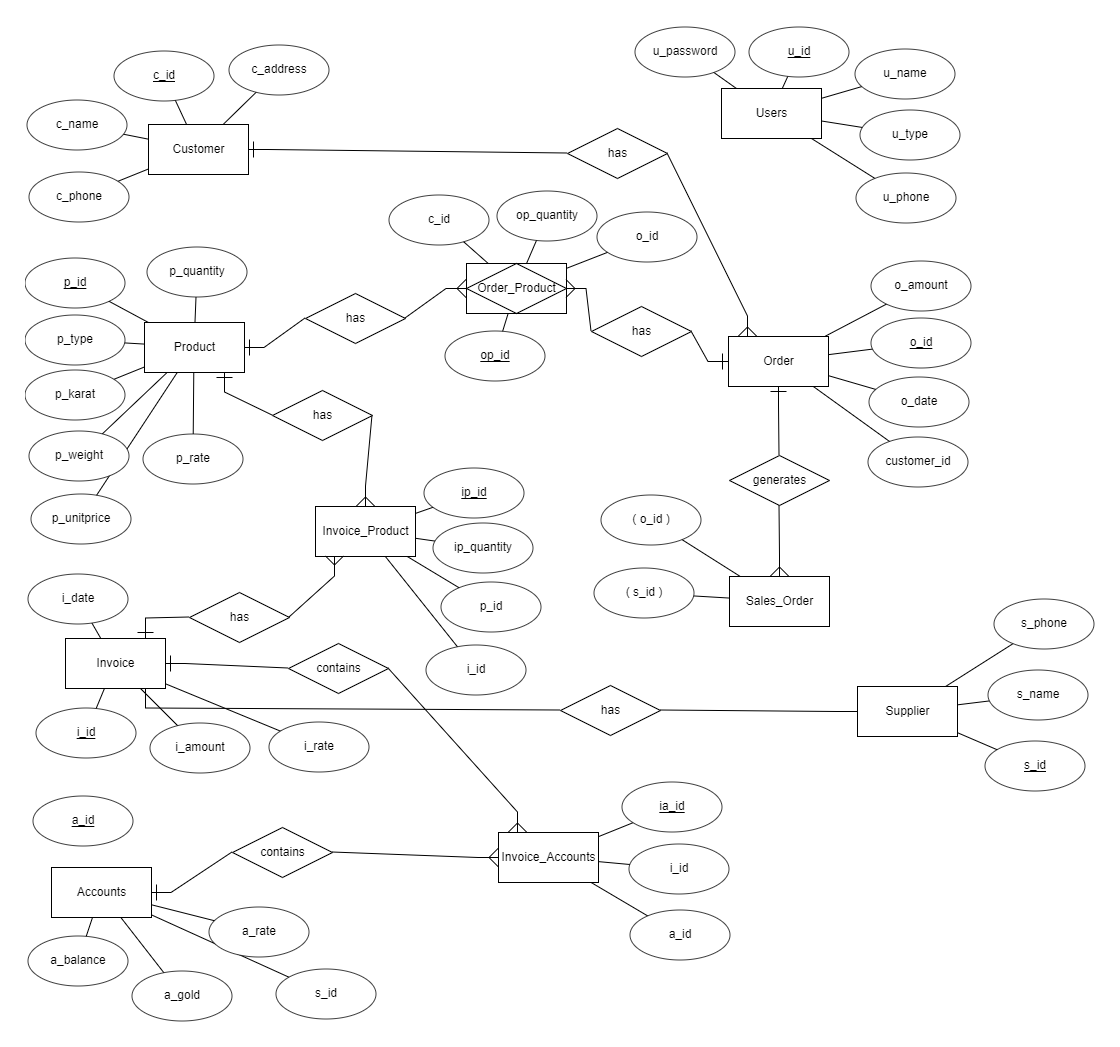 u_password
u_id
c_id
c_address
u_name
Users
c_name
u_type
Customer
has
c_phone
u_phone
c_id
op_quantity
o_id
p_id
p_quantity
Order_Product
o_amount
has
has
p_type
Product
op_id
Order
o_id
p_karat
o_date
has
p_weight
p_rate
customer_id
generates
ip_id
p_unitprice
( o_id )
Invoice_Product
ip_quantity
i_date
( s_id )
Sales_Order
p_id
has
s_phone
Invoice
contains
i_id
s_name
has
Supplier
i_id
i_amount
i_rate
s_id
a_id
ia_id
contains
Invoice_Accounts
i_id
Accounts
a_rate
a_id
a_balance
a_gold
s_id